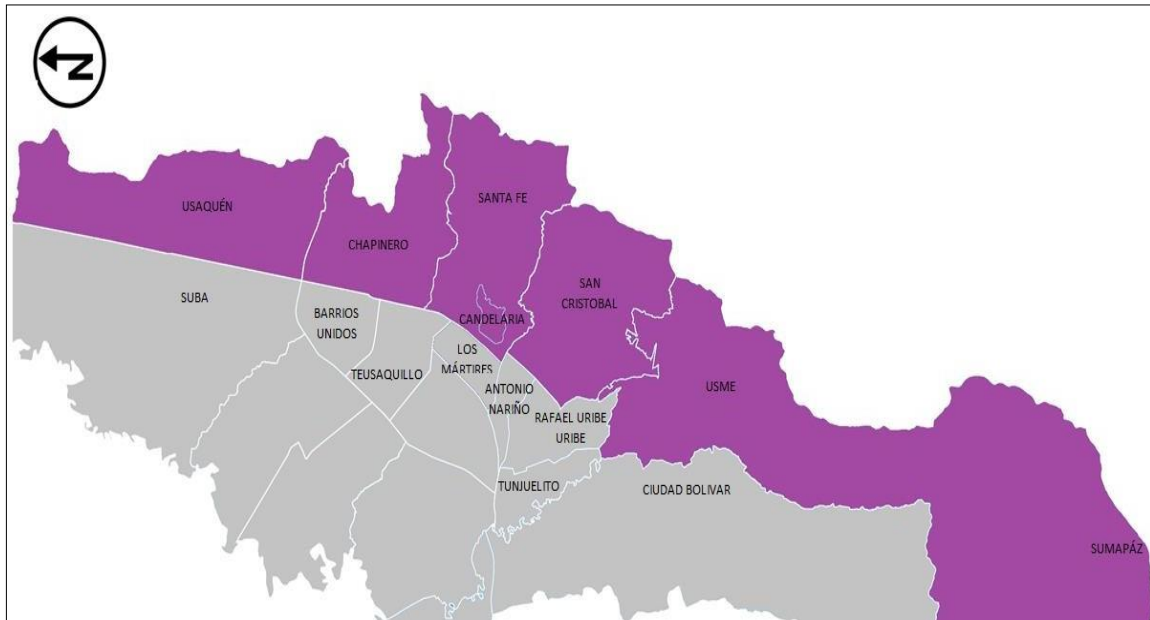 N
USAQUÉN
SANTA FE
CHAPINERO
SUBA
SAN
CRISTOBAL
BARRIOS
UNIDOS
CANDELARIA
LOS
MÁRTIRES
TEUSAQUILLO
ANTONIO
NARIÑO
USME
RAFAEL URIBE
URIBE
TUNJUELITO
CIUDAD BOLIVAR
SUMAPÁZ